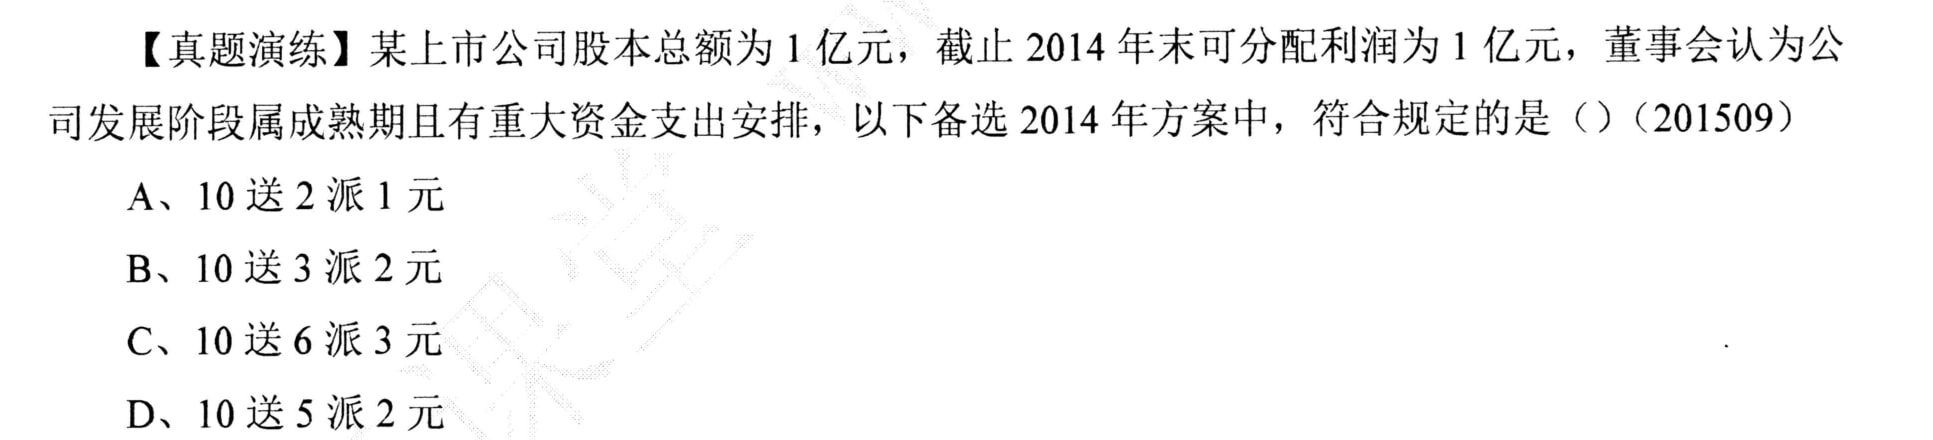 【真题演练】某上市公司股本总额为 1 亿元，截止 2014 年末可分配利润为 1 亿元，董事会认为公
司发展阶段属成熟期且有重大资金支出安排，以下备选 2014 年方案中，符合规定的是（）（201509）
A、10 送 2 派 1 元
B、10 送 3 派 2 元
C、10 送 6 派 3 元
D、10 送 5 派 2 元
课堂